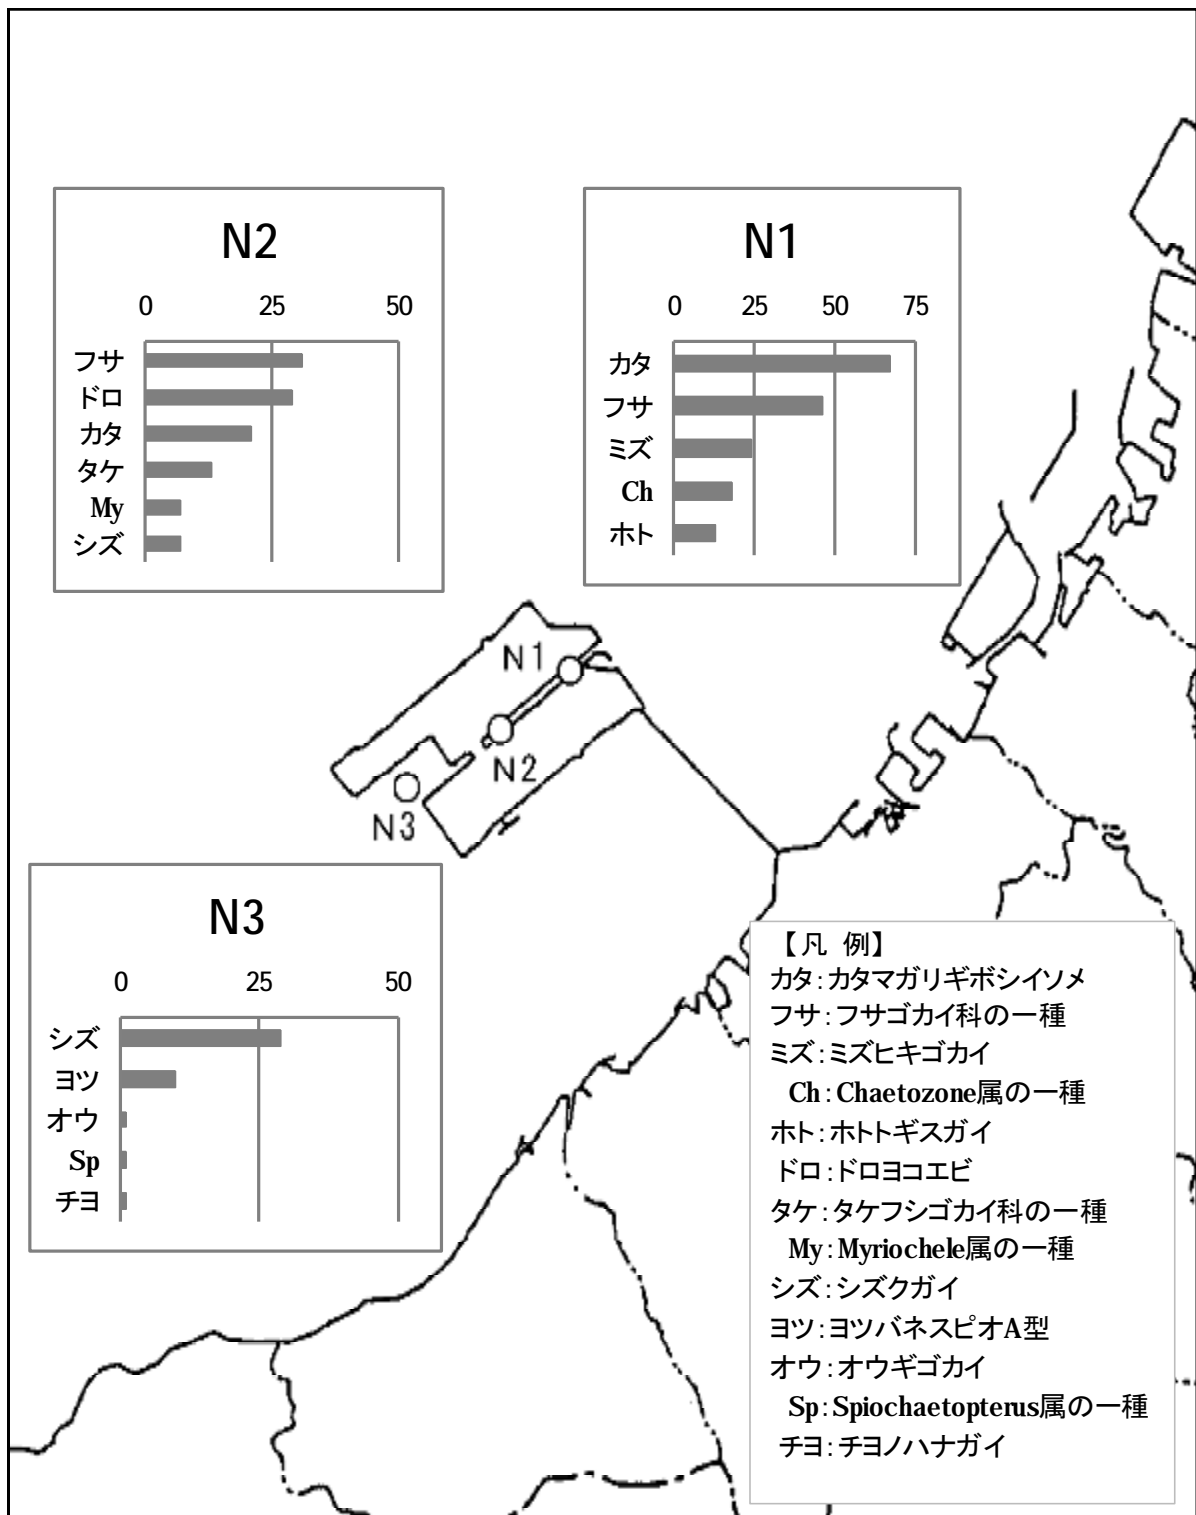 N2
0 25 50
フサ
ドロ
カタ
タケ
My
シズ
N1
0 25 50 75
カタ
フサ
ミズ
Ch
ホト
N1
N2
N3
N3
0 25 50
シズ
ヨツ
オウ
Sp
チヨ
【凡 例】
カタ：カタマガリギボシイソメ
フサ：フサゴカイ科の一種
ミズ：ミズヒキゴカイ
Ch：Chaetozone属の一種
ホト：ホトトギスガイ
ドロ：ドロヨコエビ
タケ：タケフシゴカイ科の一種
My：Myriochele属の一種
シズ：シズクガイ
ヨツ：ヨツバネスピオA型
オウ：オウギゴカイ
Sp：Spiochaetopterus属の一種
チヨ：チヨノハナガイ